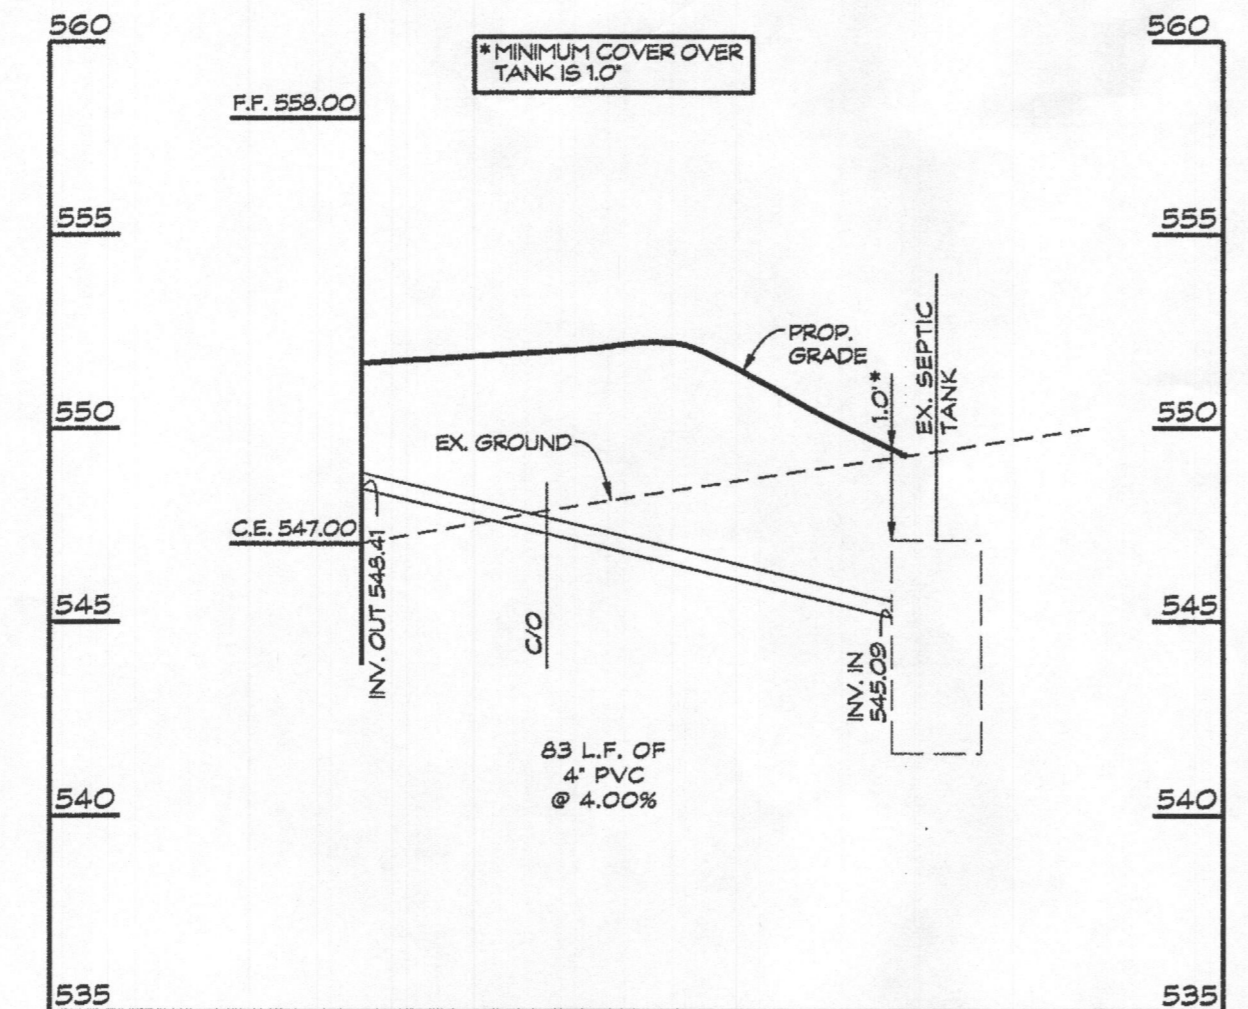 560
560
* MINIMUM COVER OVER
TANK IS 1.0"
F.F. 558.00
555
555
PROP.
GRADE
1.0' *
EX. SEPTIC
TANK
550
550
EX. GROUND
C.E. 547.00
INV. OUT 548.41
545
545
C/O
INV. IN
545.09
83 L.F. OF
4" PVC
@ 4.00%
540
540
535
535